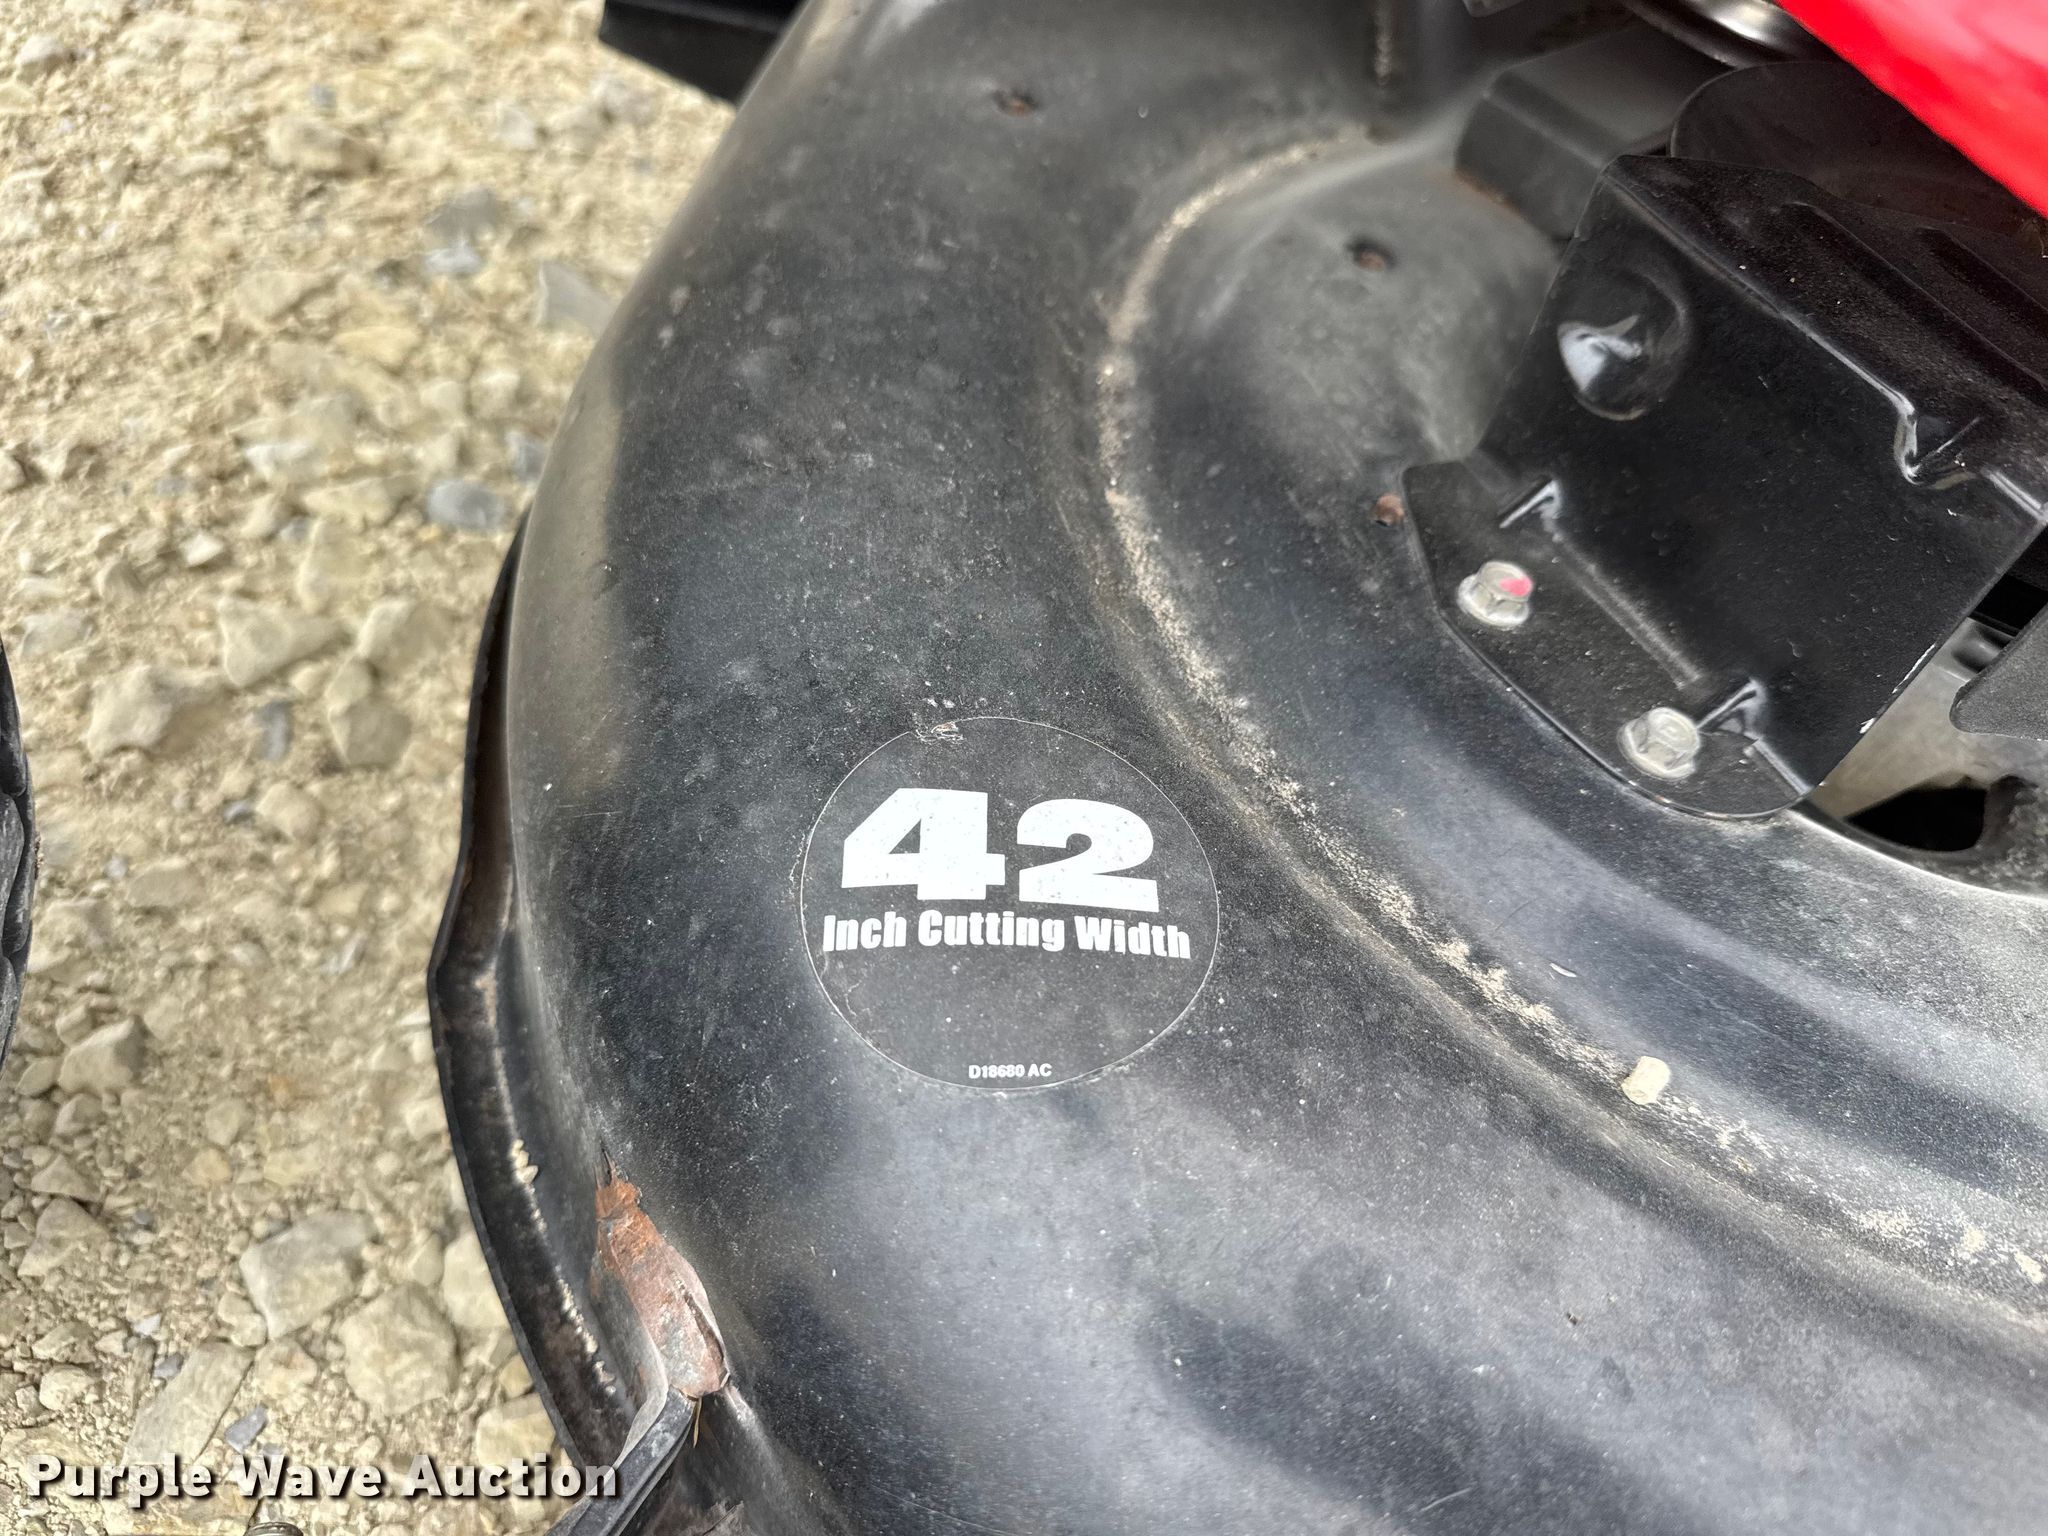 42
Inch Cutting Width
D18680 AC
Purple Wave Auction